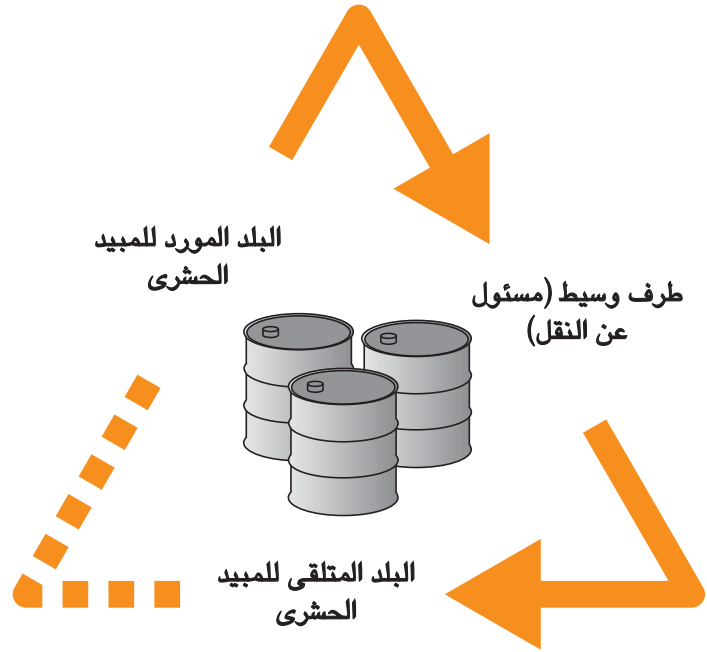 البلد المورد للمبيد
الحشرى
طرف وسيط (مسئول
عن النقل)
البلد المتلقى للمبيد
الحشرى